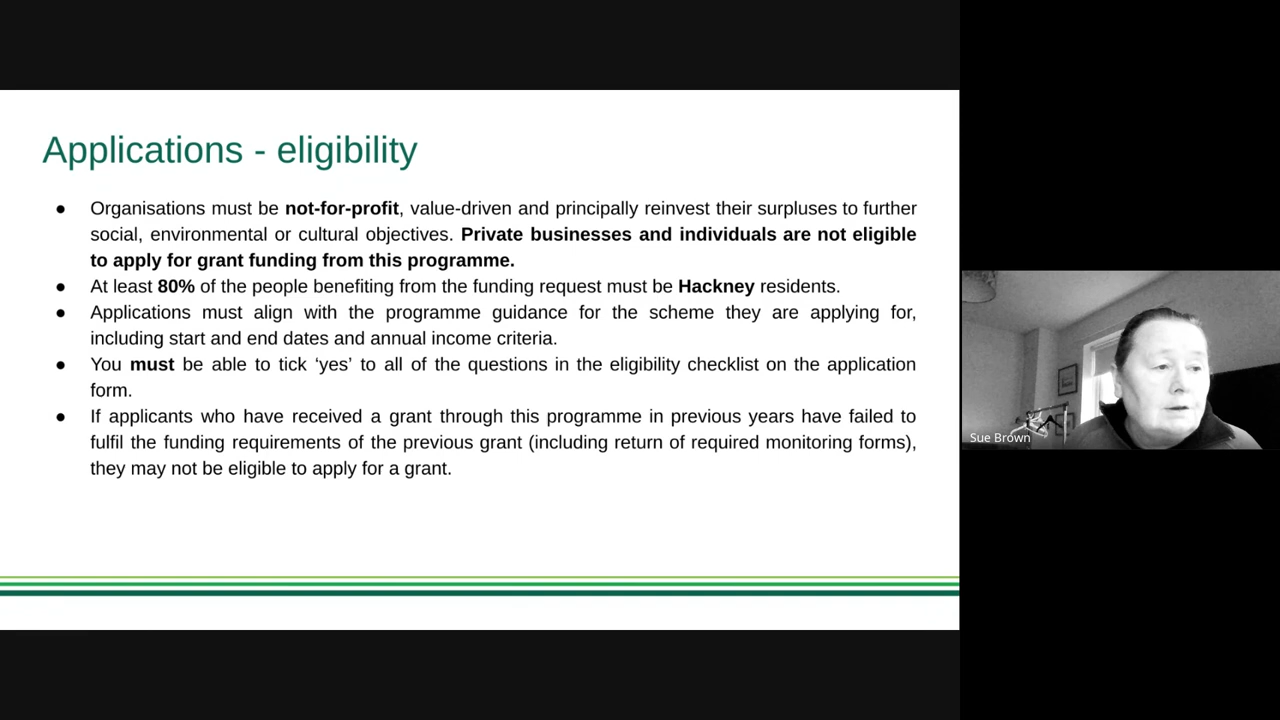 Applications - eligibility
● Organisations must be not-for-profit, value-driven and principally reinvest their surpluses to further
social, environmental or cultural objectives. Private businesses and individuals are not eligible
to apply for grant funding from this programme.
● At least 80% of the people benefiting from the funding request must be Hackney residents.
● Applications must align with the programme guidance for the scheme they are applying for,
including start and end dates and annual income criteria.
● You must be able to tick ‘yes’ to all of the questions in the eligibility checklist on the application
form.
● If applicants who have received a grant through this programme in previous years have failed to
fulfil the funding requirements of the previous grant (including return of required monitoring forms),
they may not be eligible to apply for a grant.
Sue Brown